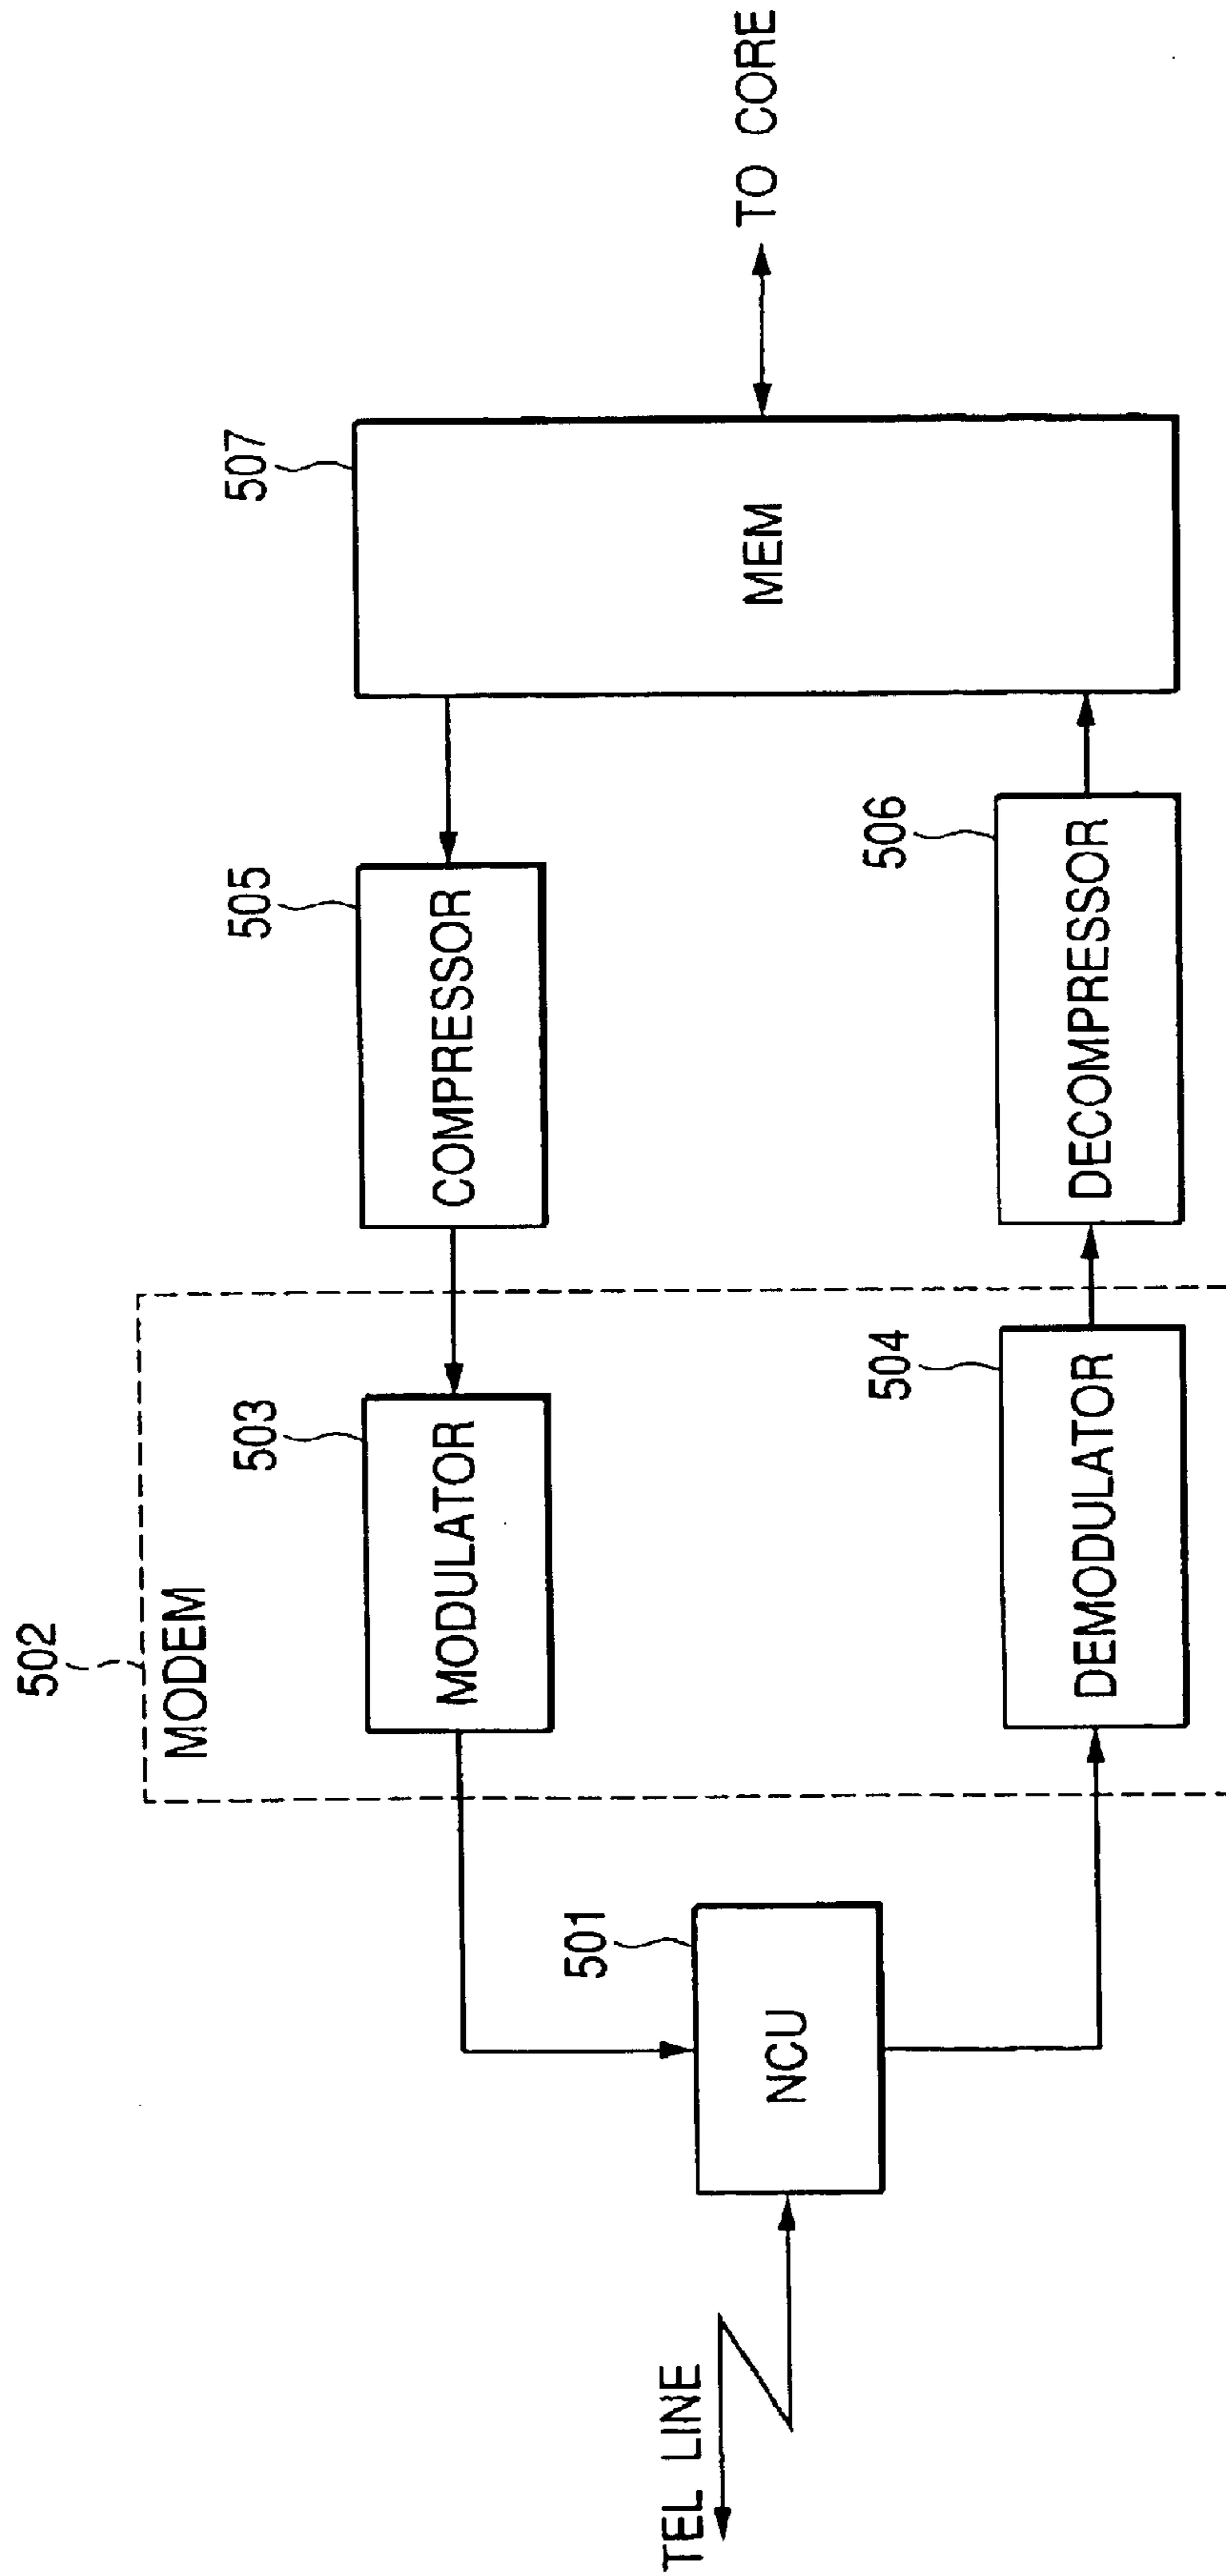 502
MODEM
503
MODULATOR
505
COMPRESSOR
507
MEM
TO CORE
TEL LINE
501
NCU
504
DEMODULATOR
506
DECOMPRESSOR